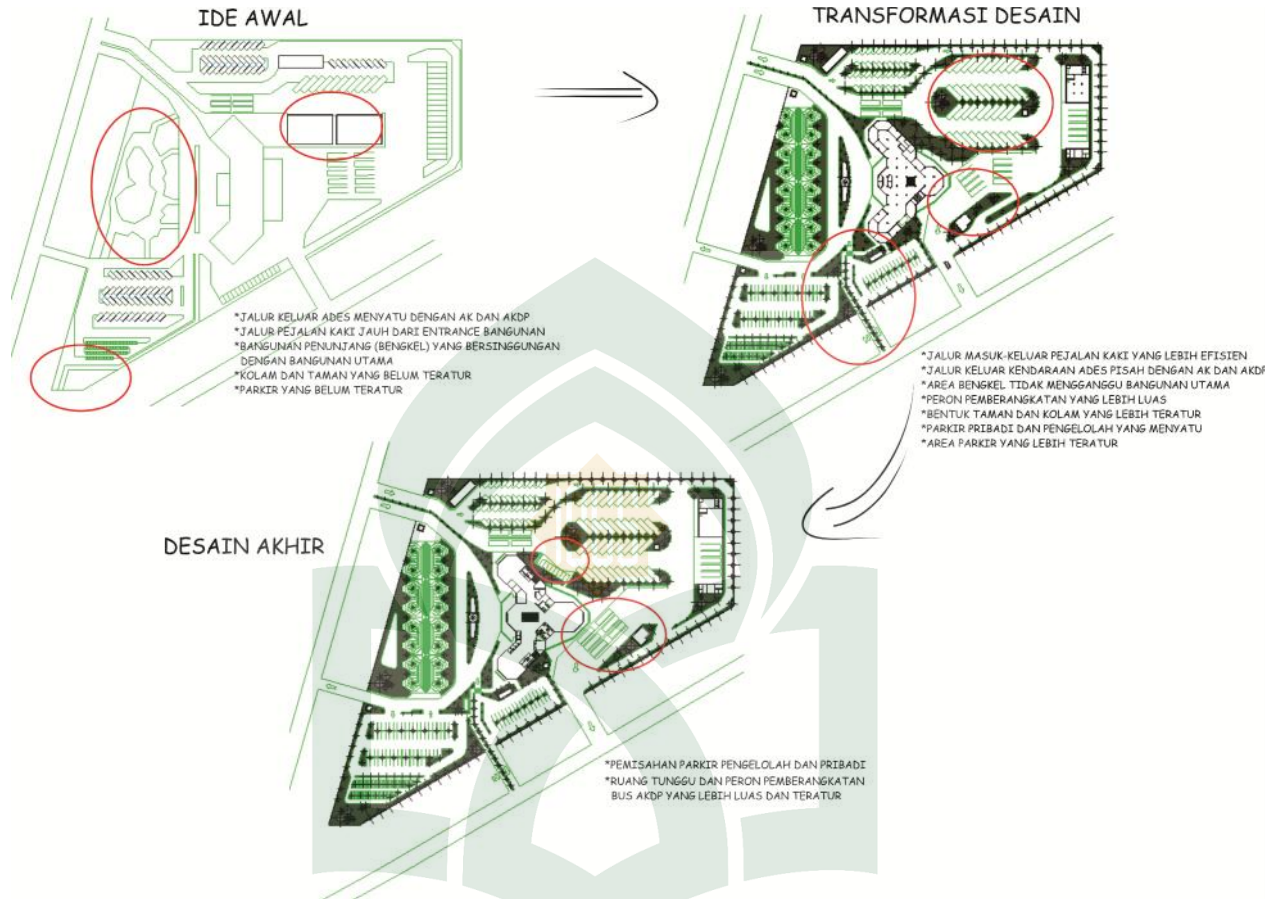 IDE AWAL
*JALUR KELUAR ADES MENYATU DENGAN AK DAN AKDP
*JALUR PEJALAN KAKI JAUH DARI ENTRANCE BANGUNAN
*BANGUNAN PENUNJANG (BENGKEL) YANG BERSINGGUNGAN
DENGAN BANGUNAN UTAMA
*KOLAM DAN TAMAN YANG BELUM TERATUR
*PARKIR YANG BELUM TERATUR
TRANSFORMASI DESAIN
*JALUR MASUK-KELUAR PEJALAN KAKI YANG LEBIH EFISIEN
*JALUR KELUAR KENDARAAN ADES PISAH DENGAN AK DAN AKDP
*AREA BENGKEL TIDAK MENGGANGGU BANGUNAN UTAMA
*PERON PEMBERANGKATAN YANG LEBIH LUAS
*BENTUK TAMAN DAN KOLAM YANG LEBIH TERATUR
*PARKIR PRIBADI DAN PENGELOLAH YANG MENYATU
*AREA PARKIR YANG LEBIH TERATUR
DESAIN AKHIR
*PEMISAHAN PARKIR PENGELOLAH DAN PRIBADI
*RUANG TUNGGU DAN PERON PEMBERANGKATAN
BUS AKDP YANG LEBIH LUAS DAN TERATUR